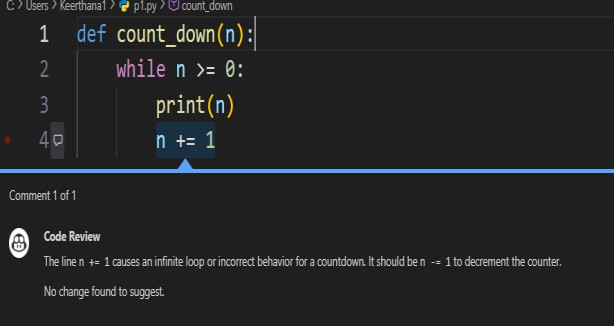 C: > Users > Keerthana1 > p1.py > count_down
1 def count_down(n):
2 while n >= 0:
3 print(n)
4 n += 1
Comment 1 of 1
Code Review
The line n += 1 causes an infinite loop or incorrect behavior for a countdown. It should be n -= 1 to decrement the counter.
No change found to suggest.